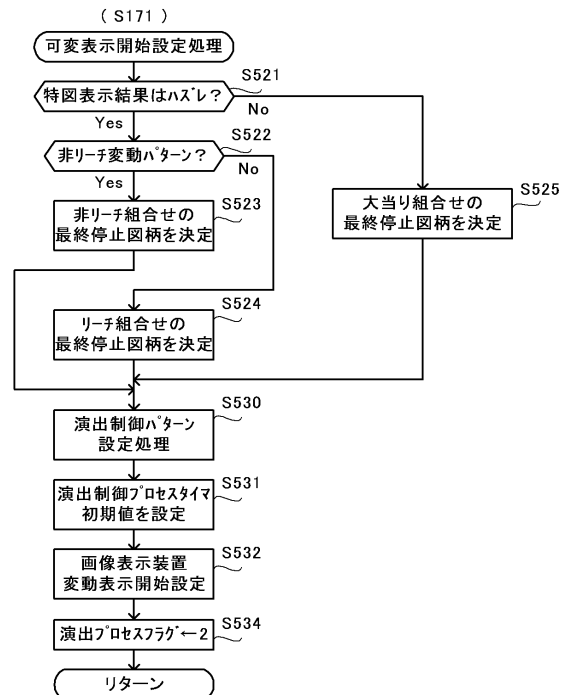 ( S171 )
可変表示開始設定処理
S521
特図表示結果はハズレ?
No
Yes
S522
非リーチ変動パターン?
No
Yes
S523
非リーチ組合せの
最終停止図柄を決定
S525
大当り組合せの
最終停止図柄を決定
S524
リーチ組合せの
最終停止図柄を決定
S530
演出制御パターン
設定処理
S531
演出制御プロセスタイマ
初期値を設定
S532
画像表示装置
変動表示開始設定
S534
演出プロセスフラグ←2
リターン